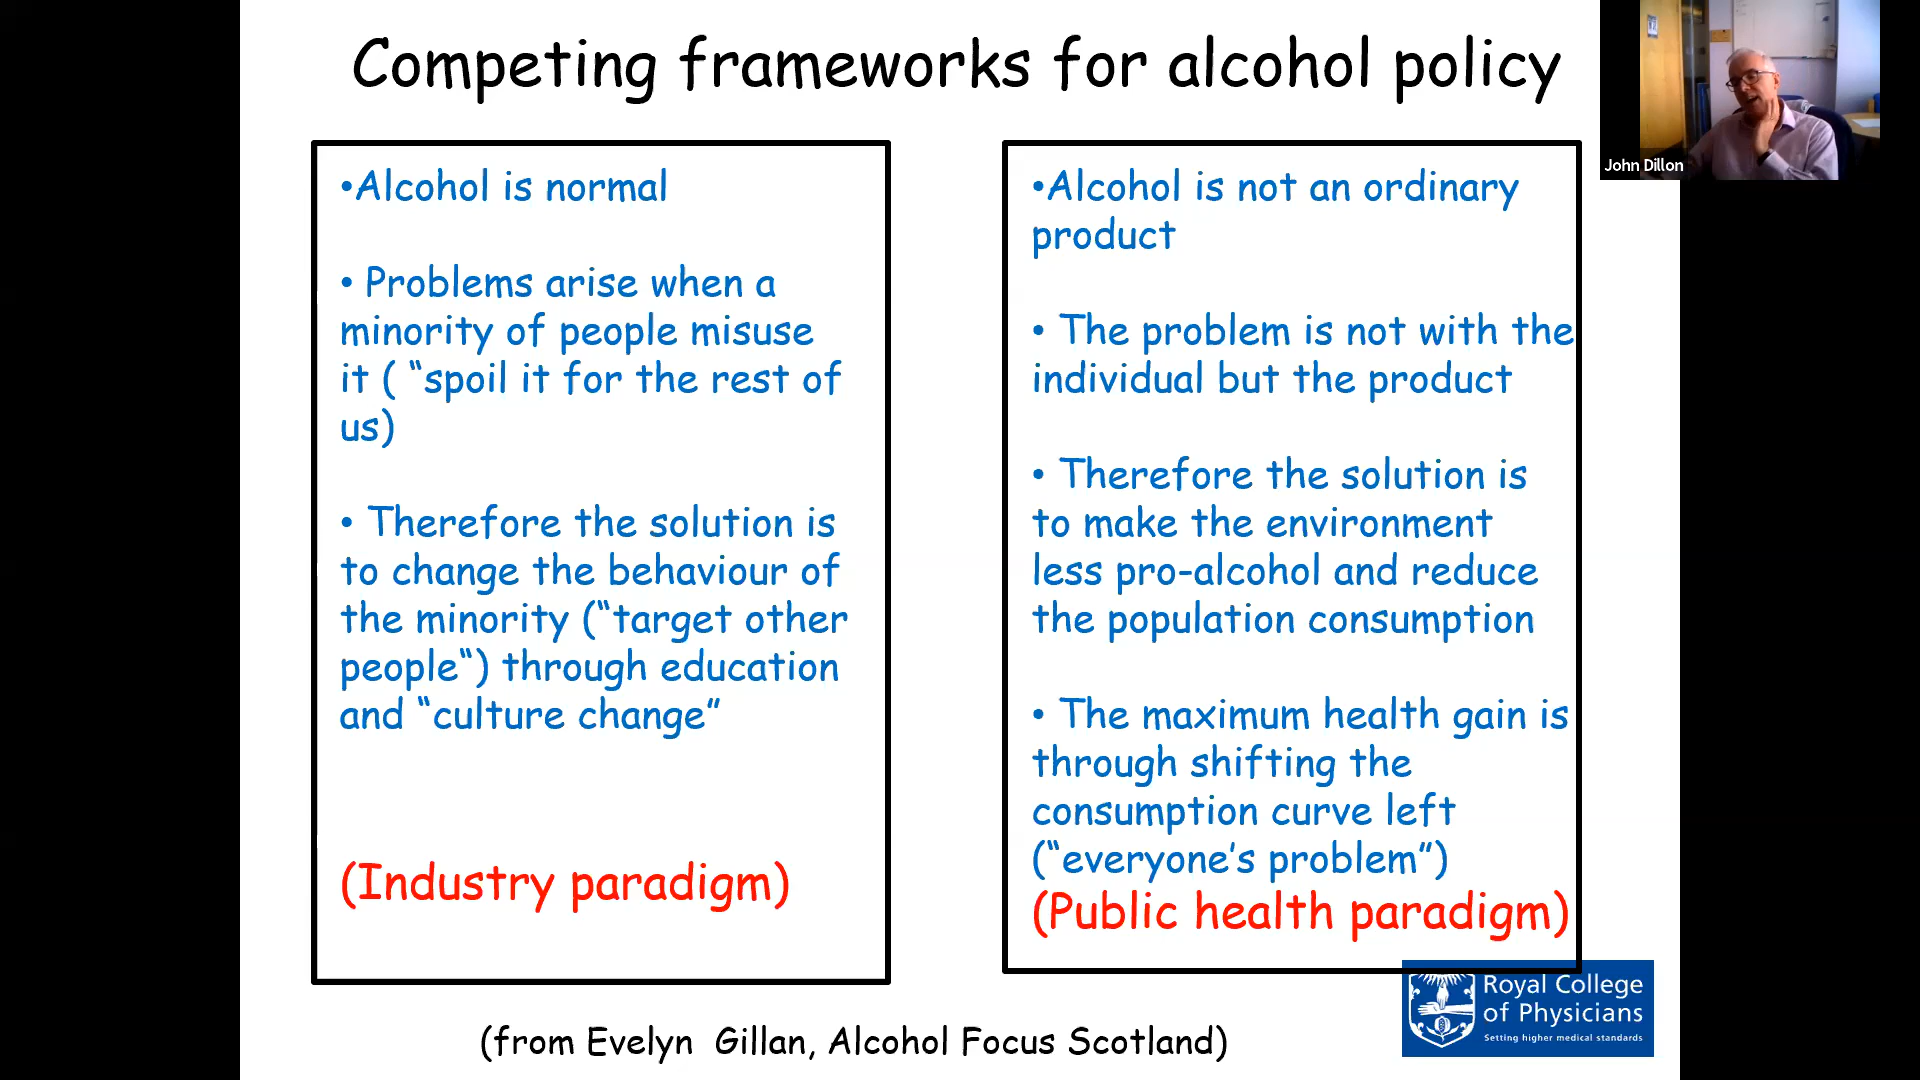 Competing frameworks for alcohol policy
John Dillon
•Alcohol is normal
• Problems arise when a
minority of people misuse
it ( “spoil it for the rest of
us)
• Therefore the solution is
to change the behaviour of
the minority (“target other
people“) through education
and “culture change”
(Industry paradigm)
•Alcohol is not an ordinary
product
• The problem is not with the
individual but the product
• Therefore the solution is
to make the environment
less pro-alcohol and reduce
the population consumption
• The maximum health gain is
through shifting the
consumption curve left
(“everyone’s problem”)
(Public health paradigm)
Royal College
of Physicians
Setting higher medical standards
(from Evelyn  Gillan, Alcohol Focus Scotland)